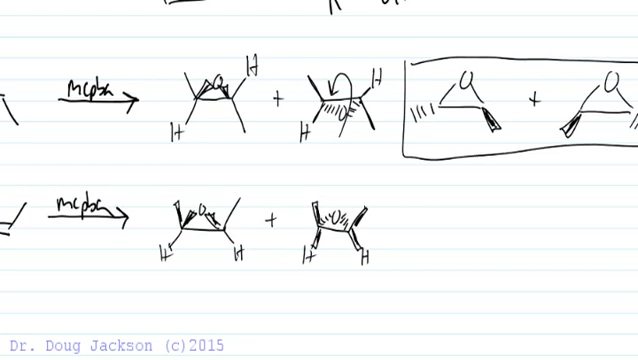 mcpba
O H H + O H H
O + O
mcpba
O H H + O H H
Dr. Doug Jackson (c)2015